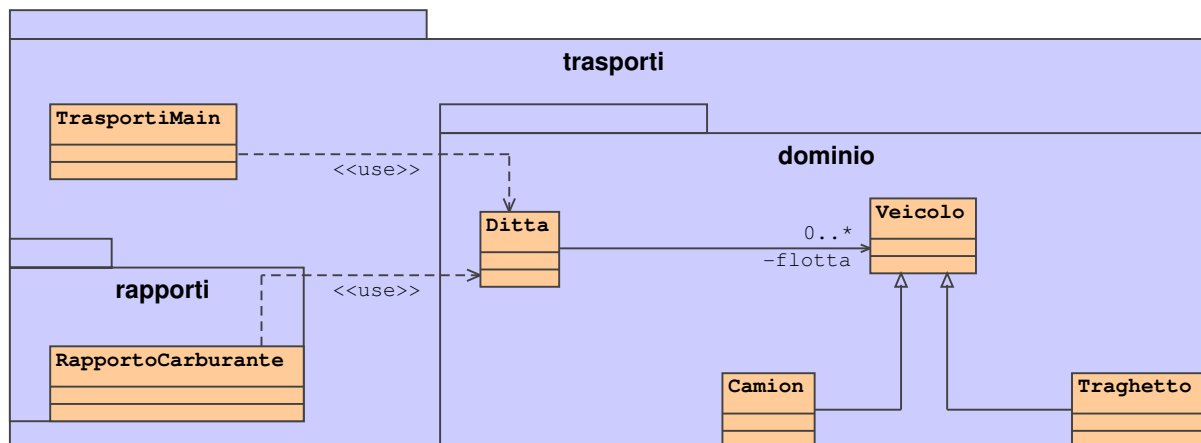 trasporti
TrasportiMain
dominio
<<use>>
Ditta
Veicolo
0..*
-flotta
rapporti
<<use>>
RapportoCarburante
Camion
Traghetto